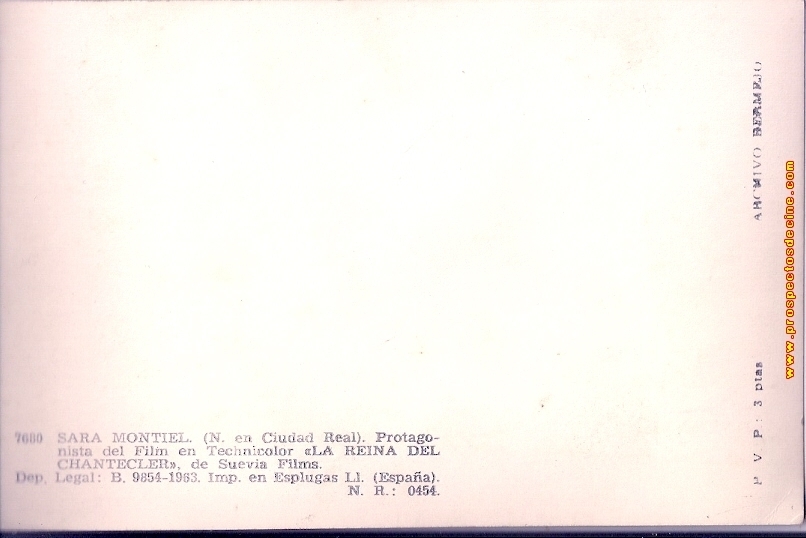 7680 SARA MONTIEL. (N. en Ciudad Real). Protago-
nista del Film en Technicolor «LA REINA DEL
CHANTECLER», de Suevia Films.
Dep. Legal: B. 9854-1963. Imp. en Esplugas Ll. (España).
N. R.: 0454.
P. V. P.: 3 ptas
ARCHIVO BERMEJO
www.prospectosdecine.com